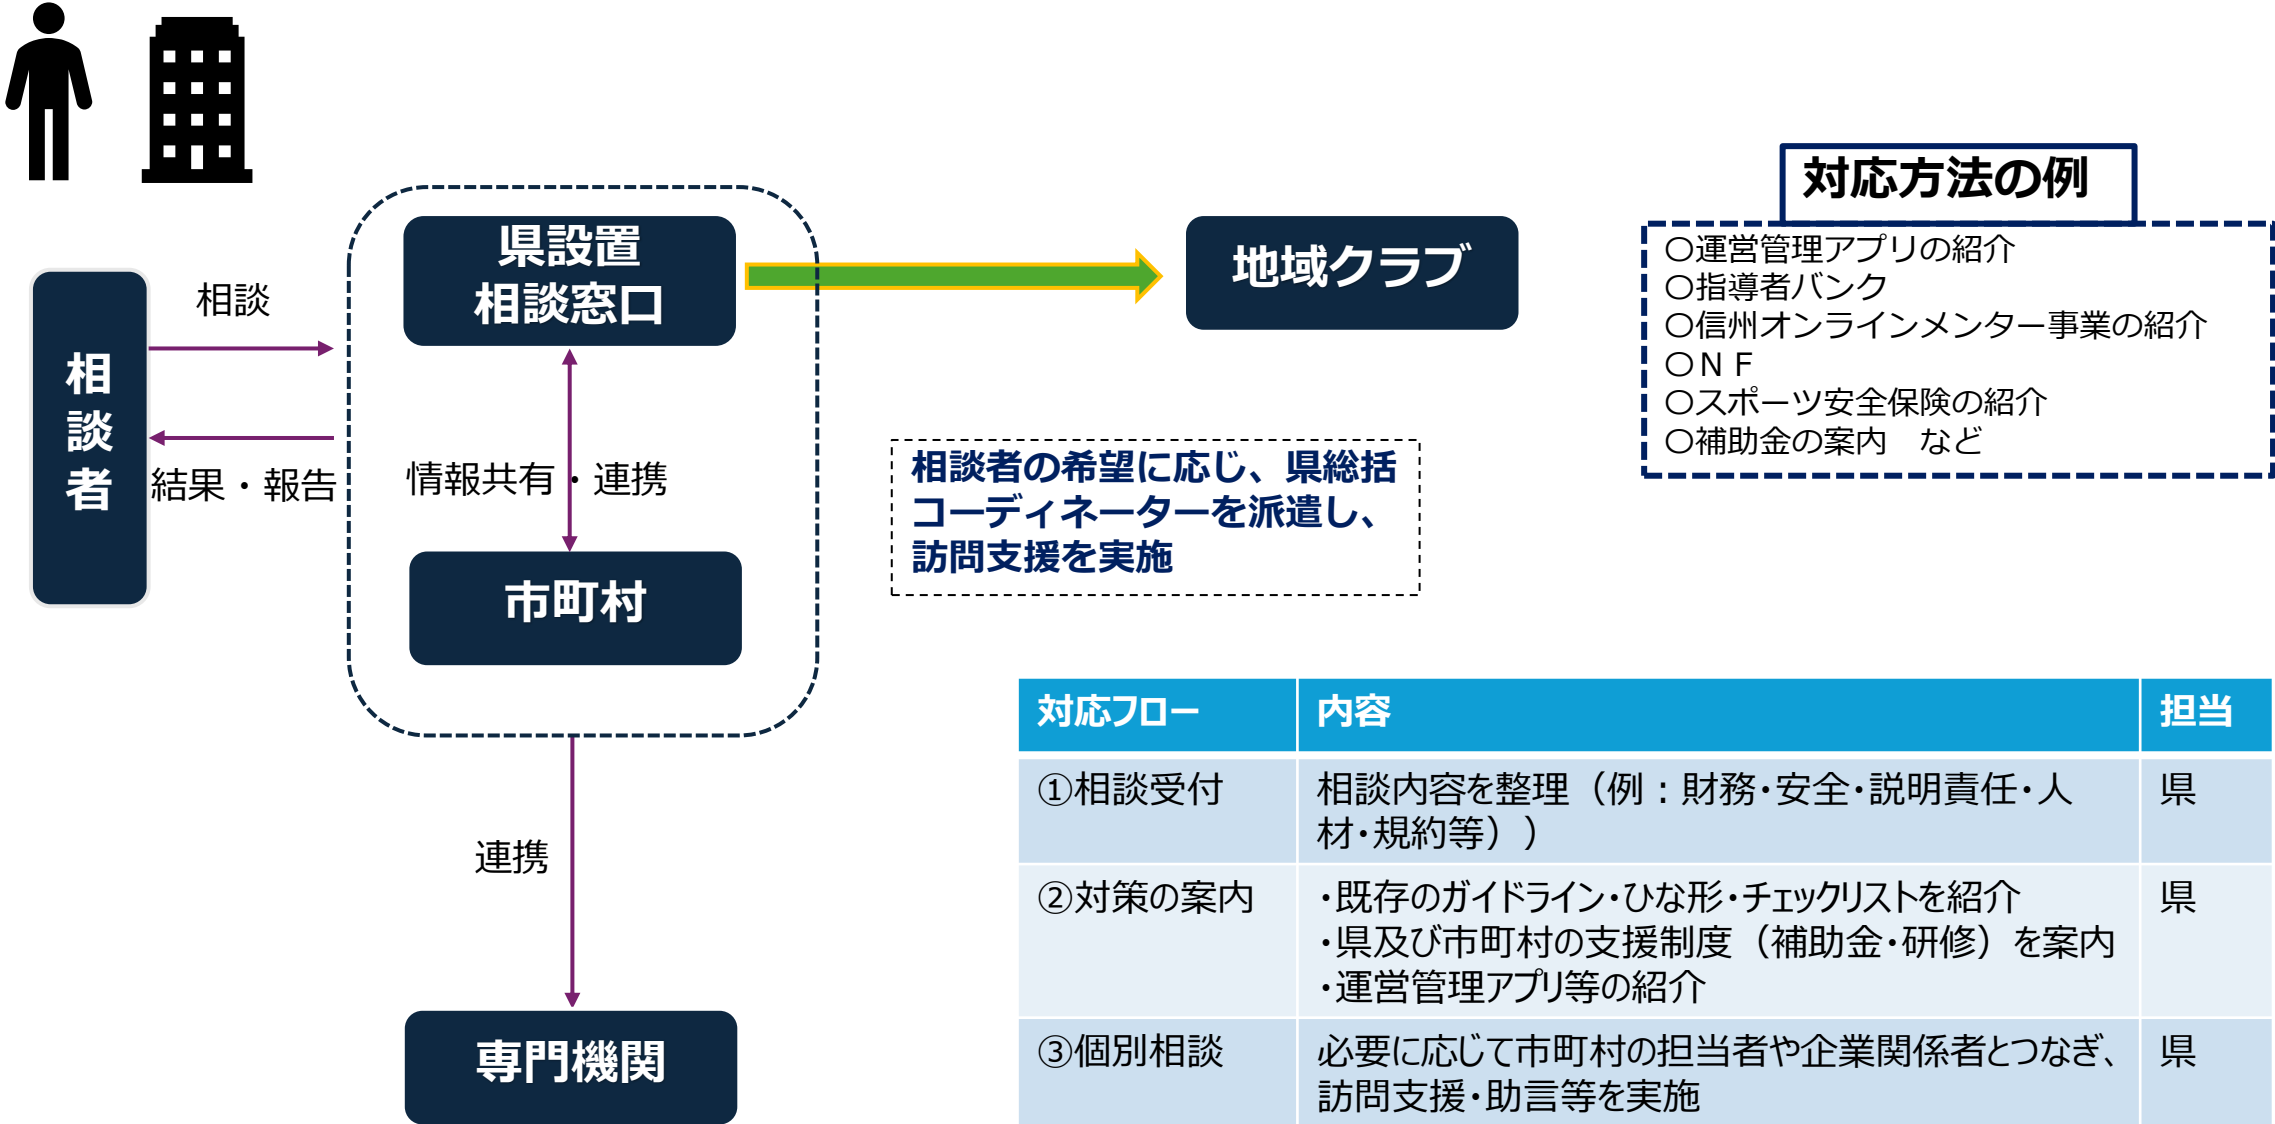 県設置
相談窓口
地域クラブ
対応方法の例
〇運営管理アプリの紹介
〇指導者バンク
〇信州オンラインメンター事業の紹介
〇ＮＦ
〇スポーツ安全保険の紹介
〇補助金の案内　など
相談
相談者
結果・報告
情報共有・連携
相談者の希望に応じ、県総括
コーディネーターを派遣し、
訪問支援を実施
市町村
連携
専門機関
対応フロー 内容 担当
①相談受付 相談内容を整理（例：財務・安全・説明責任・人 県
材・規約等））
②対策の案内 ・既存のガイドライン・ひな形・チェックリストを紹介 県
・県及び市町村の支援制度（補助金・研修）を案内
・運営管理アプリ等の紹介
③個別相談 必要に応じて市町村の担当者や企業関係者とつなぎ、 県
訪問支援・助言等を実施